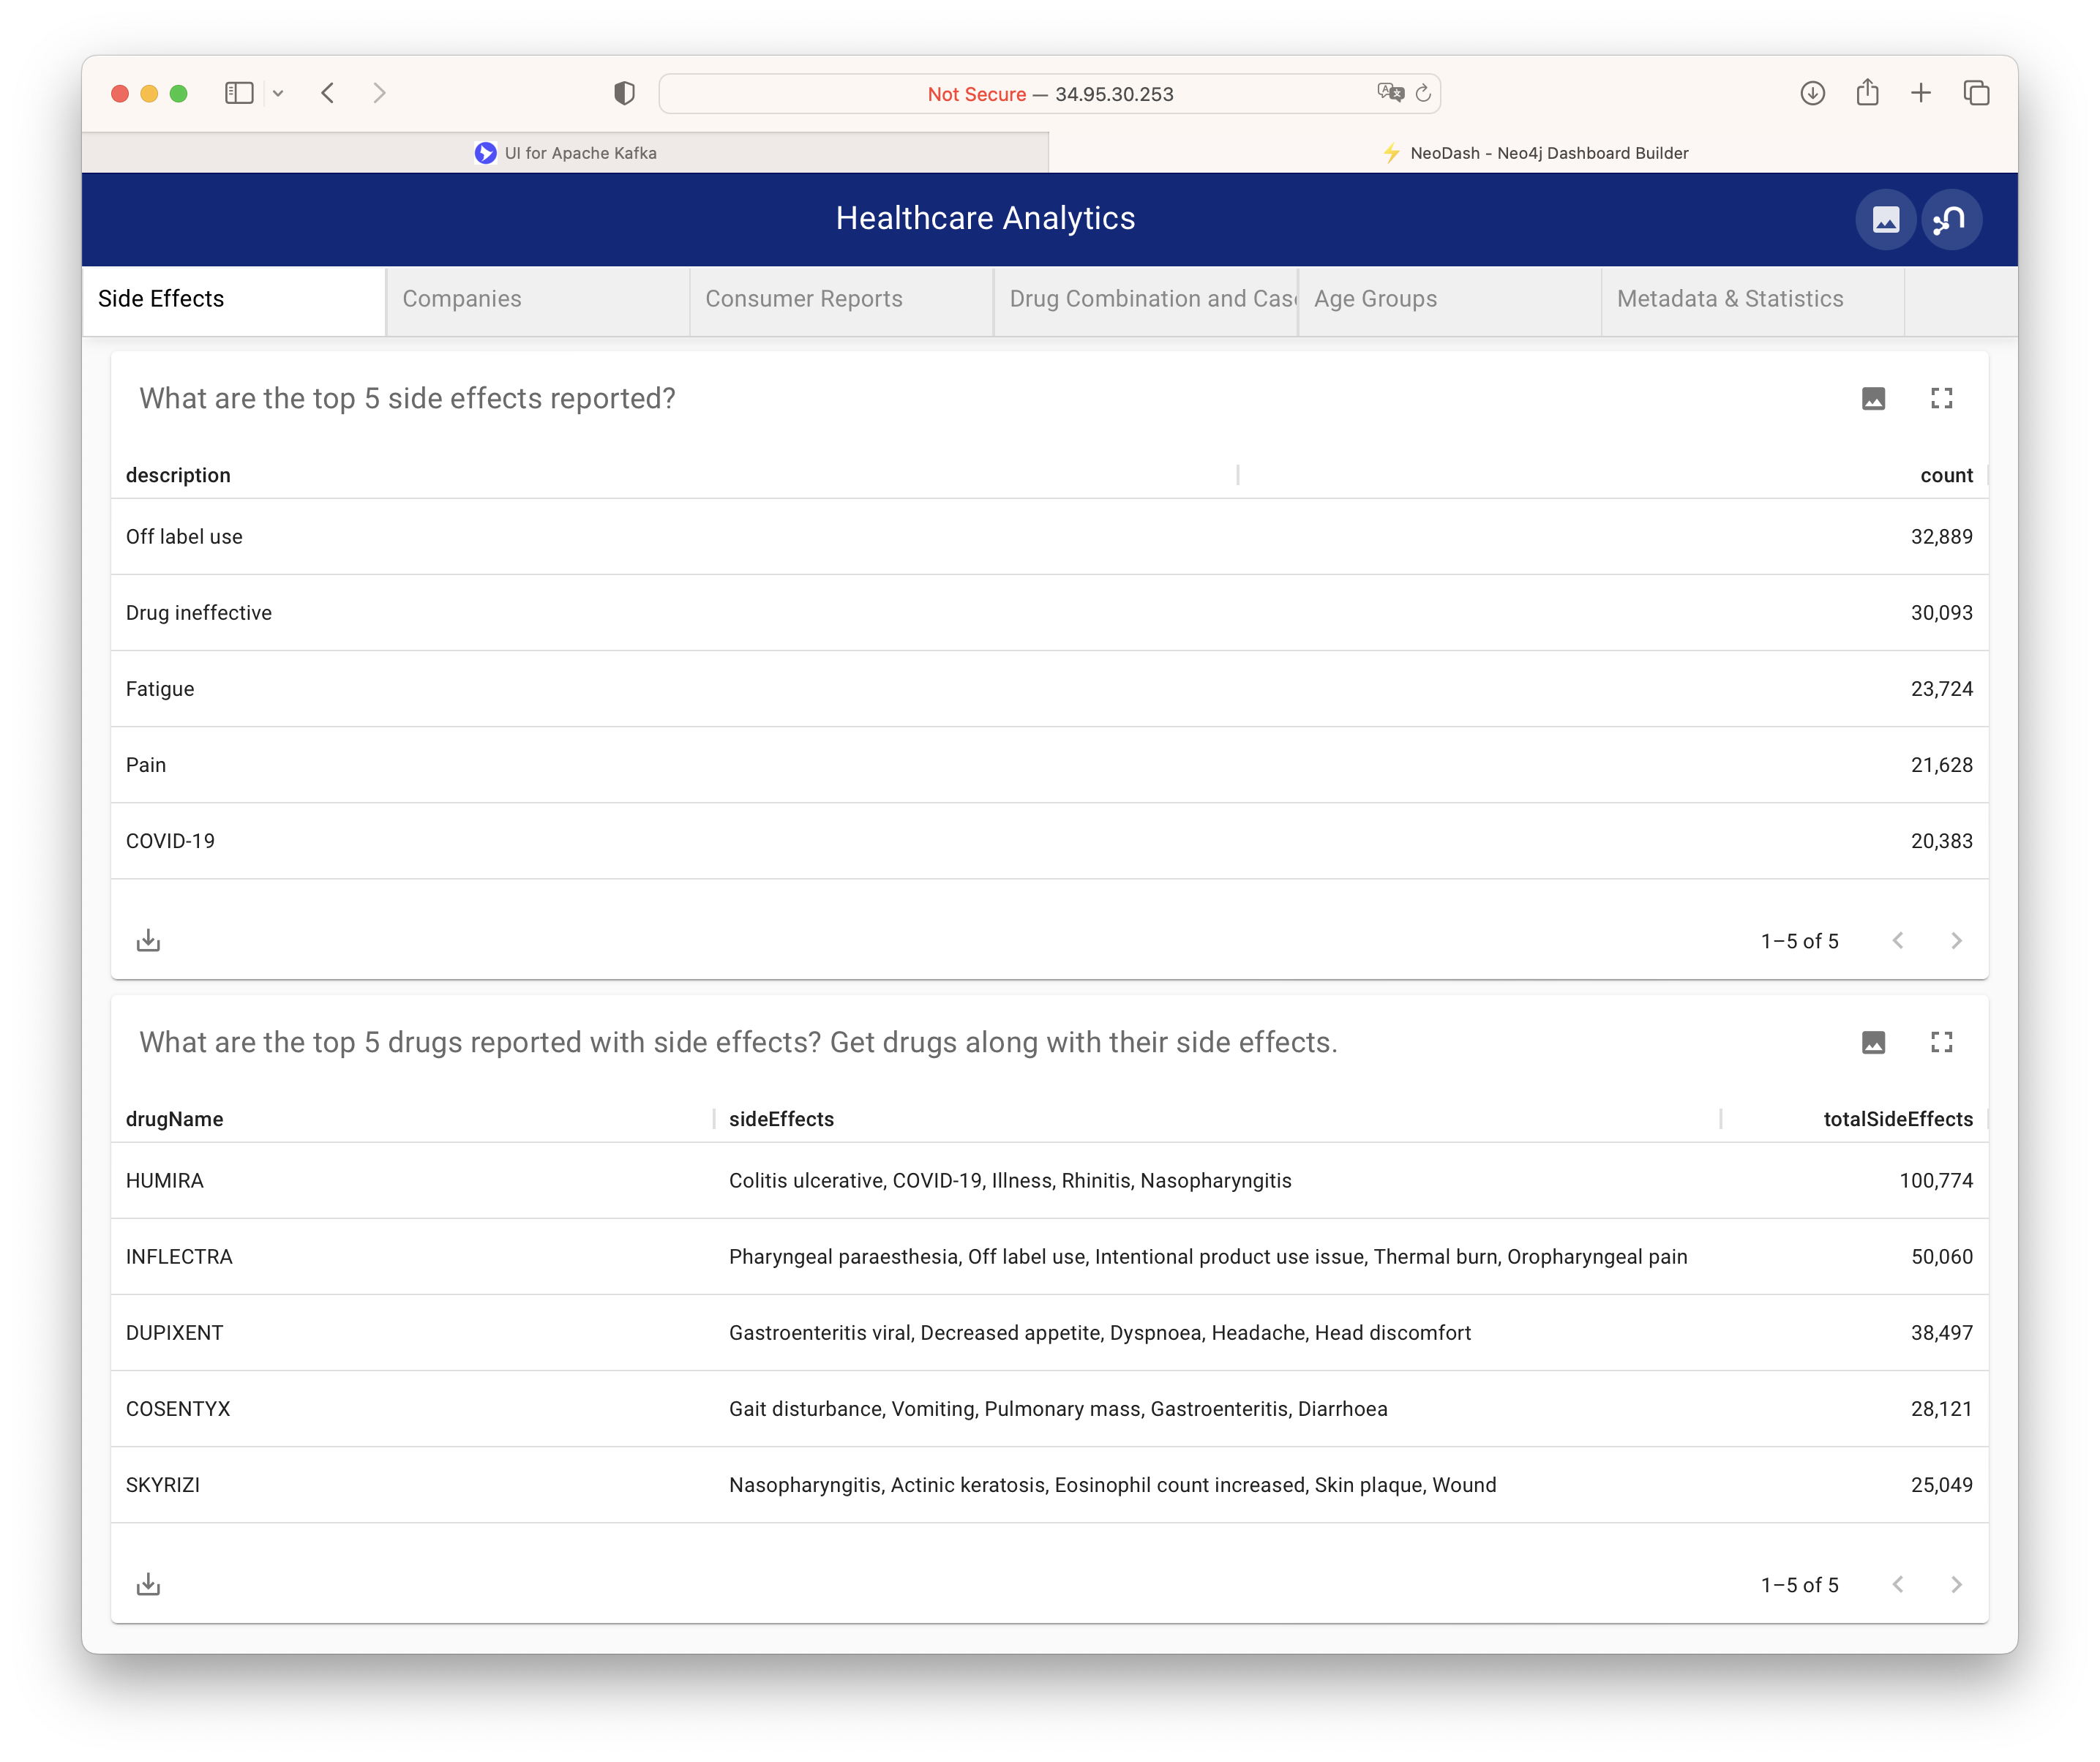 Not Secure — 34.95.30.253
UI for Apache Kafka
NeoDash - Neo4j Dashboard Builder
Healthcare Analytics
Side Effects
Companies
Consumer Reports
Drug Combination and Cas
Age Groups
Metadata & Statistics
What are the top 5 side effects reported?
description count
Off label use 32,889
Drug ineffective 30,093
Fatigue 23,724
Pain 21,628
COVID-19 20,383
1–5 of 5
What are the top 5 drugs reported with side effects? Get drugs along with their side effects.
drugName sideEffects totalSideEffects
HUMIRA Colitis ulcerative, COVID-19, Illness, Rhinitis, Nasopharyngitis 100,774
INFLECTRA Pharyngeal paraesthesia, Off label use, Intentional product use issue, Thermal burn, Oropharyngeal pain 50,060
DUPIXENT Gastroenteritis viral, Decreased appetite, Dyspnoea, Headache, Head discomfort 38,497
COSENTYX Gait disturbance, Vomiting, Pulmonary mass, Gastroenteritis, Diarrhoea 28,121
SKYRIZI Nasopharyngitis, Actinic keratosis, Eosinophil count increased, Skin plaque, Wound 25,049
1–5 of 5